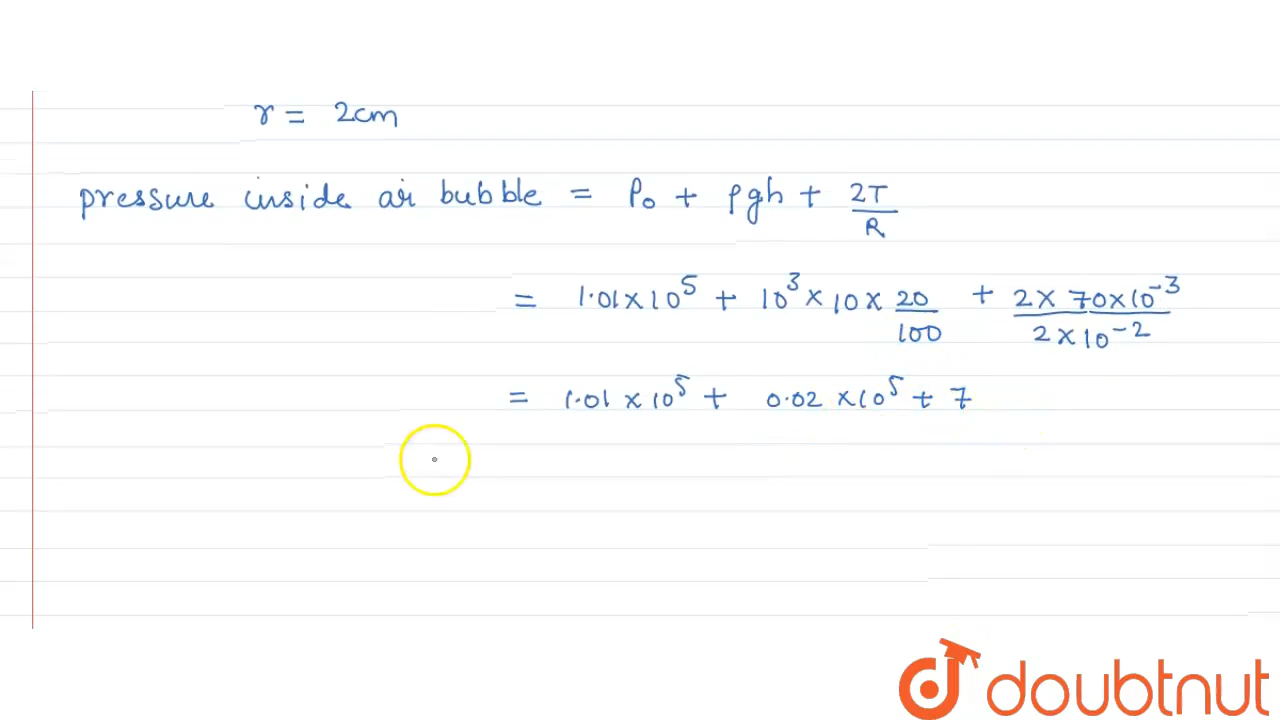 r = 2cm
pressure inside air bubble = P₀ + ρgh + 2T/R
= 1.01 × 10⁵ + 10³ × 10 × 20/100 + 2 × 70 × 10⁻³/2 × 10⁻²
= 1.01 × 10⁵ + 0.02 × 10⁵ + 7
doubtnut